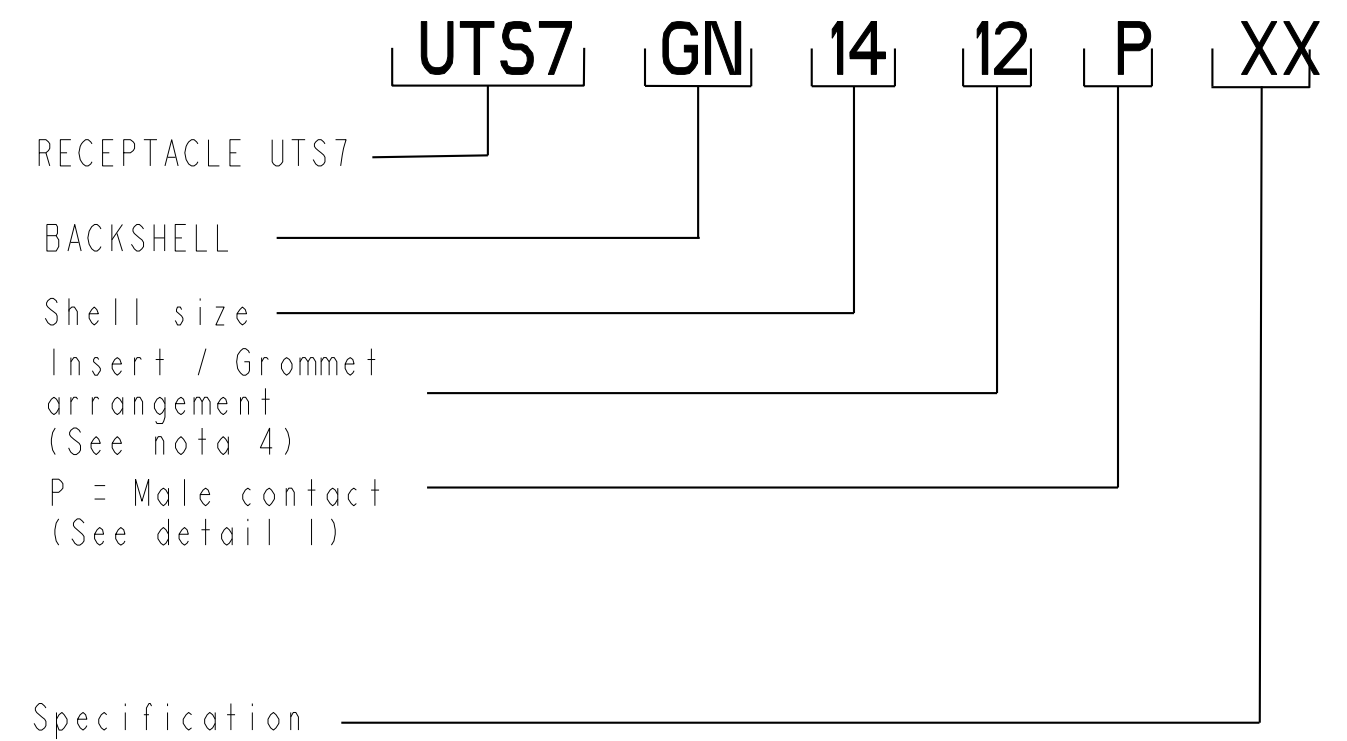 UTS7 GN 14 12 P XX
RECEPTACLE UTS7
BACKSHELL
Shell size
Insert / Grommet
arrangement
(See nota 4)
P = Male contact
(See detail 1)
Specification